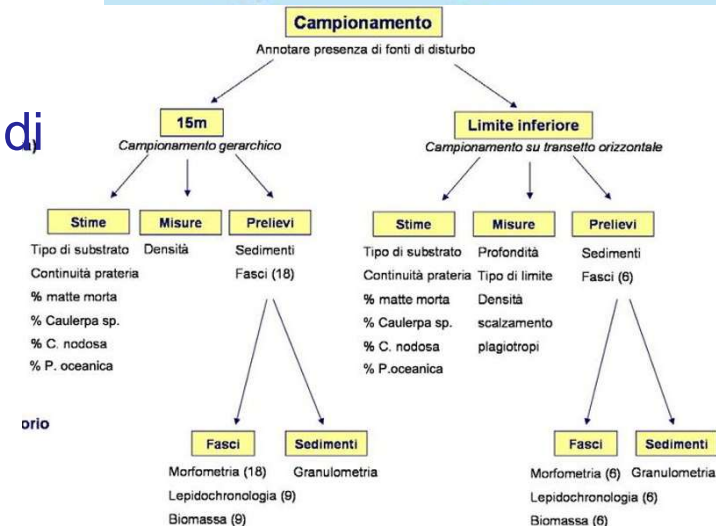 Campionamento
Annotare presenza di fonti di disturbo
di
15m
Campionamento gerarchico
Limite inferiore
Campionamento su transetto orizzontale
Stime
Tipo di substrato
Continuità prateria
% matte morta
% Caulerpa sp.
% C. nodosa
% P. oceanica
Misure
Densità
Prelievi
Sedimenti
Fasci (18)
Stime
Tipo di substrato
Continuità prateria
% matte morta
% Caulerpa sp.
% C. nodosa
% P.oceanica
Misure
Profondità
Tipo di limite
Densità
scalzamento
plagiotropi
Prelievi
Sedimenti
Fasci (6)
orio
Fasci
Morfometria (18)
Lepidochronologia (9)
Biomassa (9)
Sedimenti
Granulometria
Fasci
Morfometria (6)
Lepidochronologia (6)
Biomassa (6)
Sedimenti
Granulometria